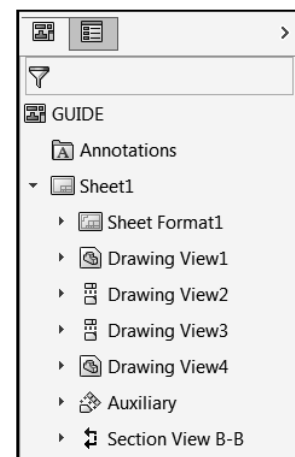 GUIDE
Annotations
Sheet1
Sheet Format1
Drawing View1
Drawing View2
Drawing View3
Drawing View4
Auxiliary
Section View B-B